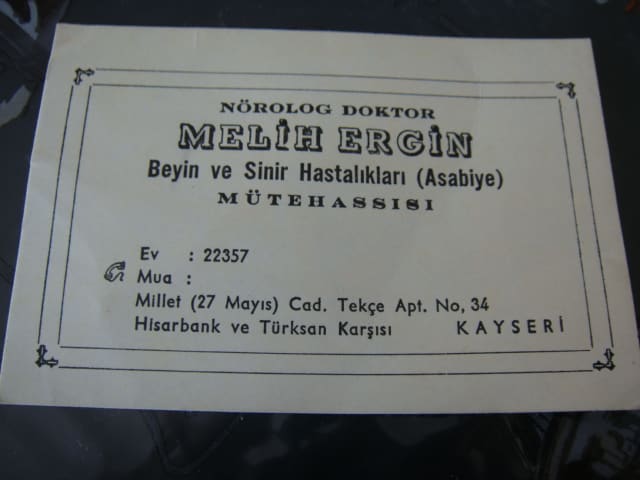 NÖROLOG DOKTOR
MELİH ERGİN
Beyin ve Sinir Hastalıkları (Asabiye)
MÜTEHASSISI
Ev : 22357
Mua :
Millet (27 Mayıs) Cad. Tekçe Apt. No, 34
Hisarbank ve Türksan Karşısı KAYSERİ